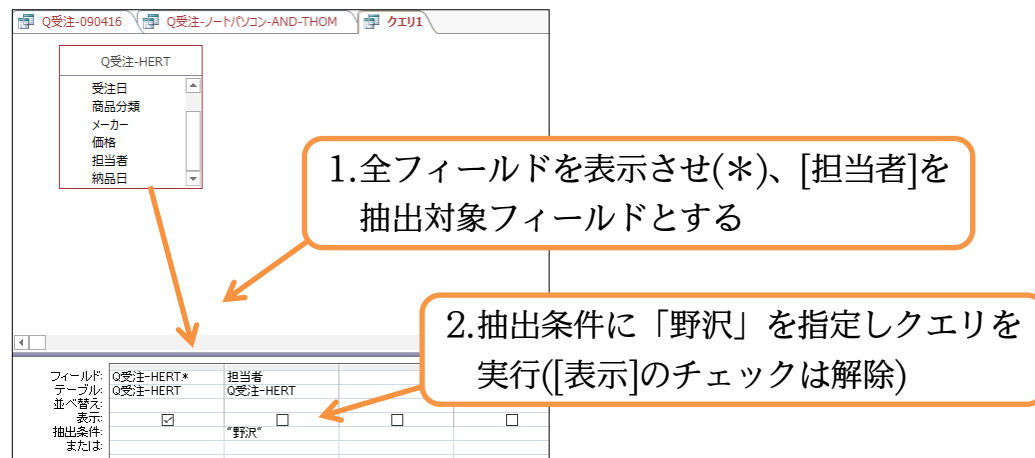 Q受注-090416 Q受注-ノートパソコン-AND-THOM クエリ1
Q受注-HERT
受注日
商品分類
メーカー
価格
担当者
納品日
1.全フィールドを表示させ(＊)、[担当者]を
抽出対象フィールドとする
2.抽出条件に「野沢」を指定しクエリを
実行([表示]のチェックは解除)
フィールド: Q受注-HERT.* 担当者
テーブル: Q受注-HERT Q受注-HERT
並べ替え:
表示:
抽出条件: "野沢"
または: